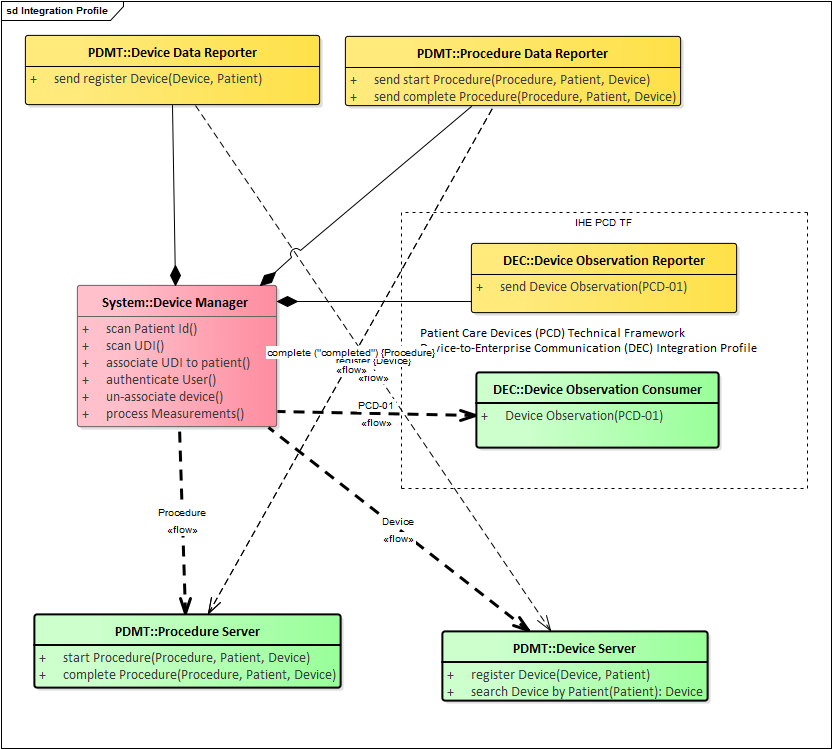 sd Integration Profile
PDMT::Device Data Reporter
+ send register Device(Device, Patient)
PDMT::Procedure Data Reporter
+ send start Procedure(Procedure, Patient, Device)
+ send complete Procedure(Procedure, Patient, Device)
IHE PCD TF
DEC::Device Observation Reporter
+ send Device Observation(PCD-01)
System::Device Manager
+ scan Patient Id()
+ scan UDI()
+ associate UDI to patient()
+ authenticate User()
+ un-associate device()
+ process Measurements()
Patient Care Devices (PCD) Technical Framework
Device-to-Enterprise Communication (DEC) Integration Profile
complete ("completed") {Procedure}
register {Device}
«flow»
«flow»
DEC::Device Observation Consumer
+ Device Observation(PCD-01)
PCD-01
«flow»
Procedure
«flow»
Device
«flow»
PDMT::Procedure Server
+ start Procedure(Procedure, Patient, Device)
+ complete Procedure(Procedure, Patient, Device)
PDMT::Device Server
+ register Device(Device, Patient)
+ search Device by Patient(Patient): Device